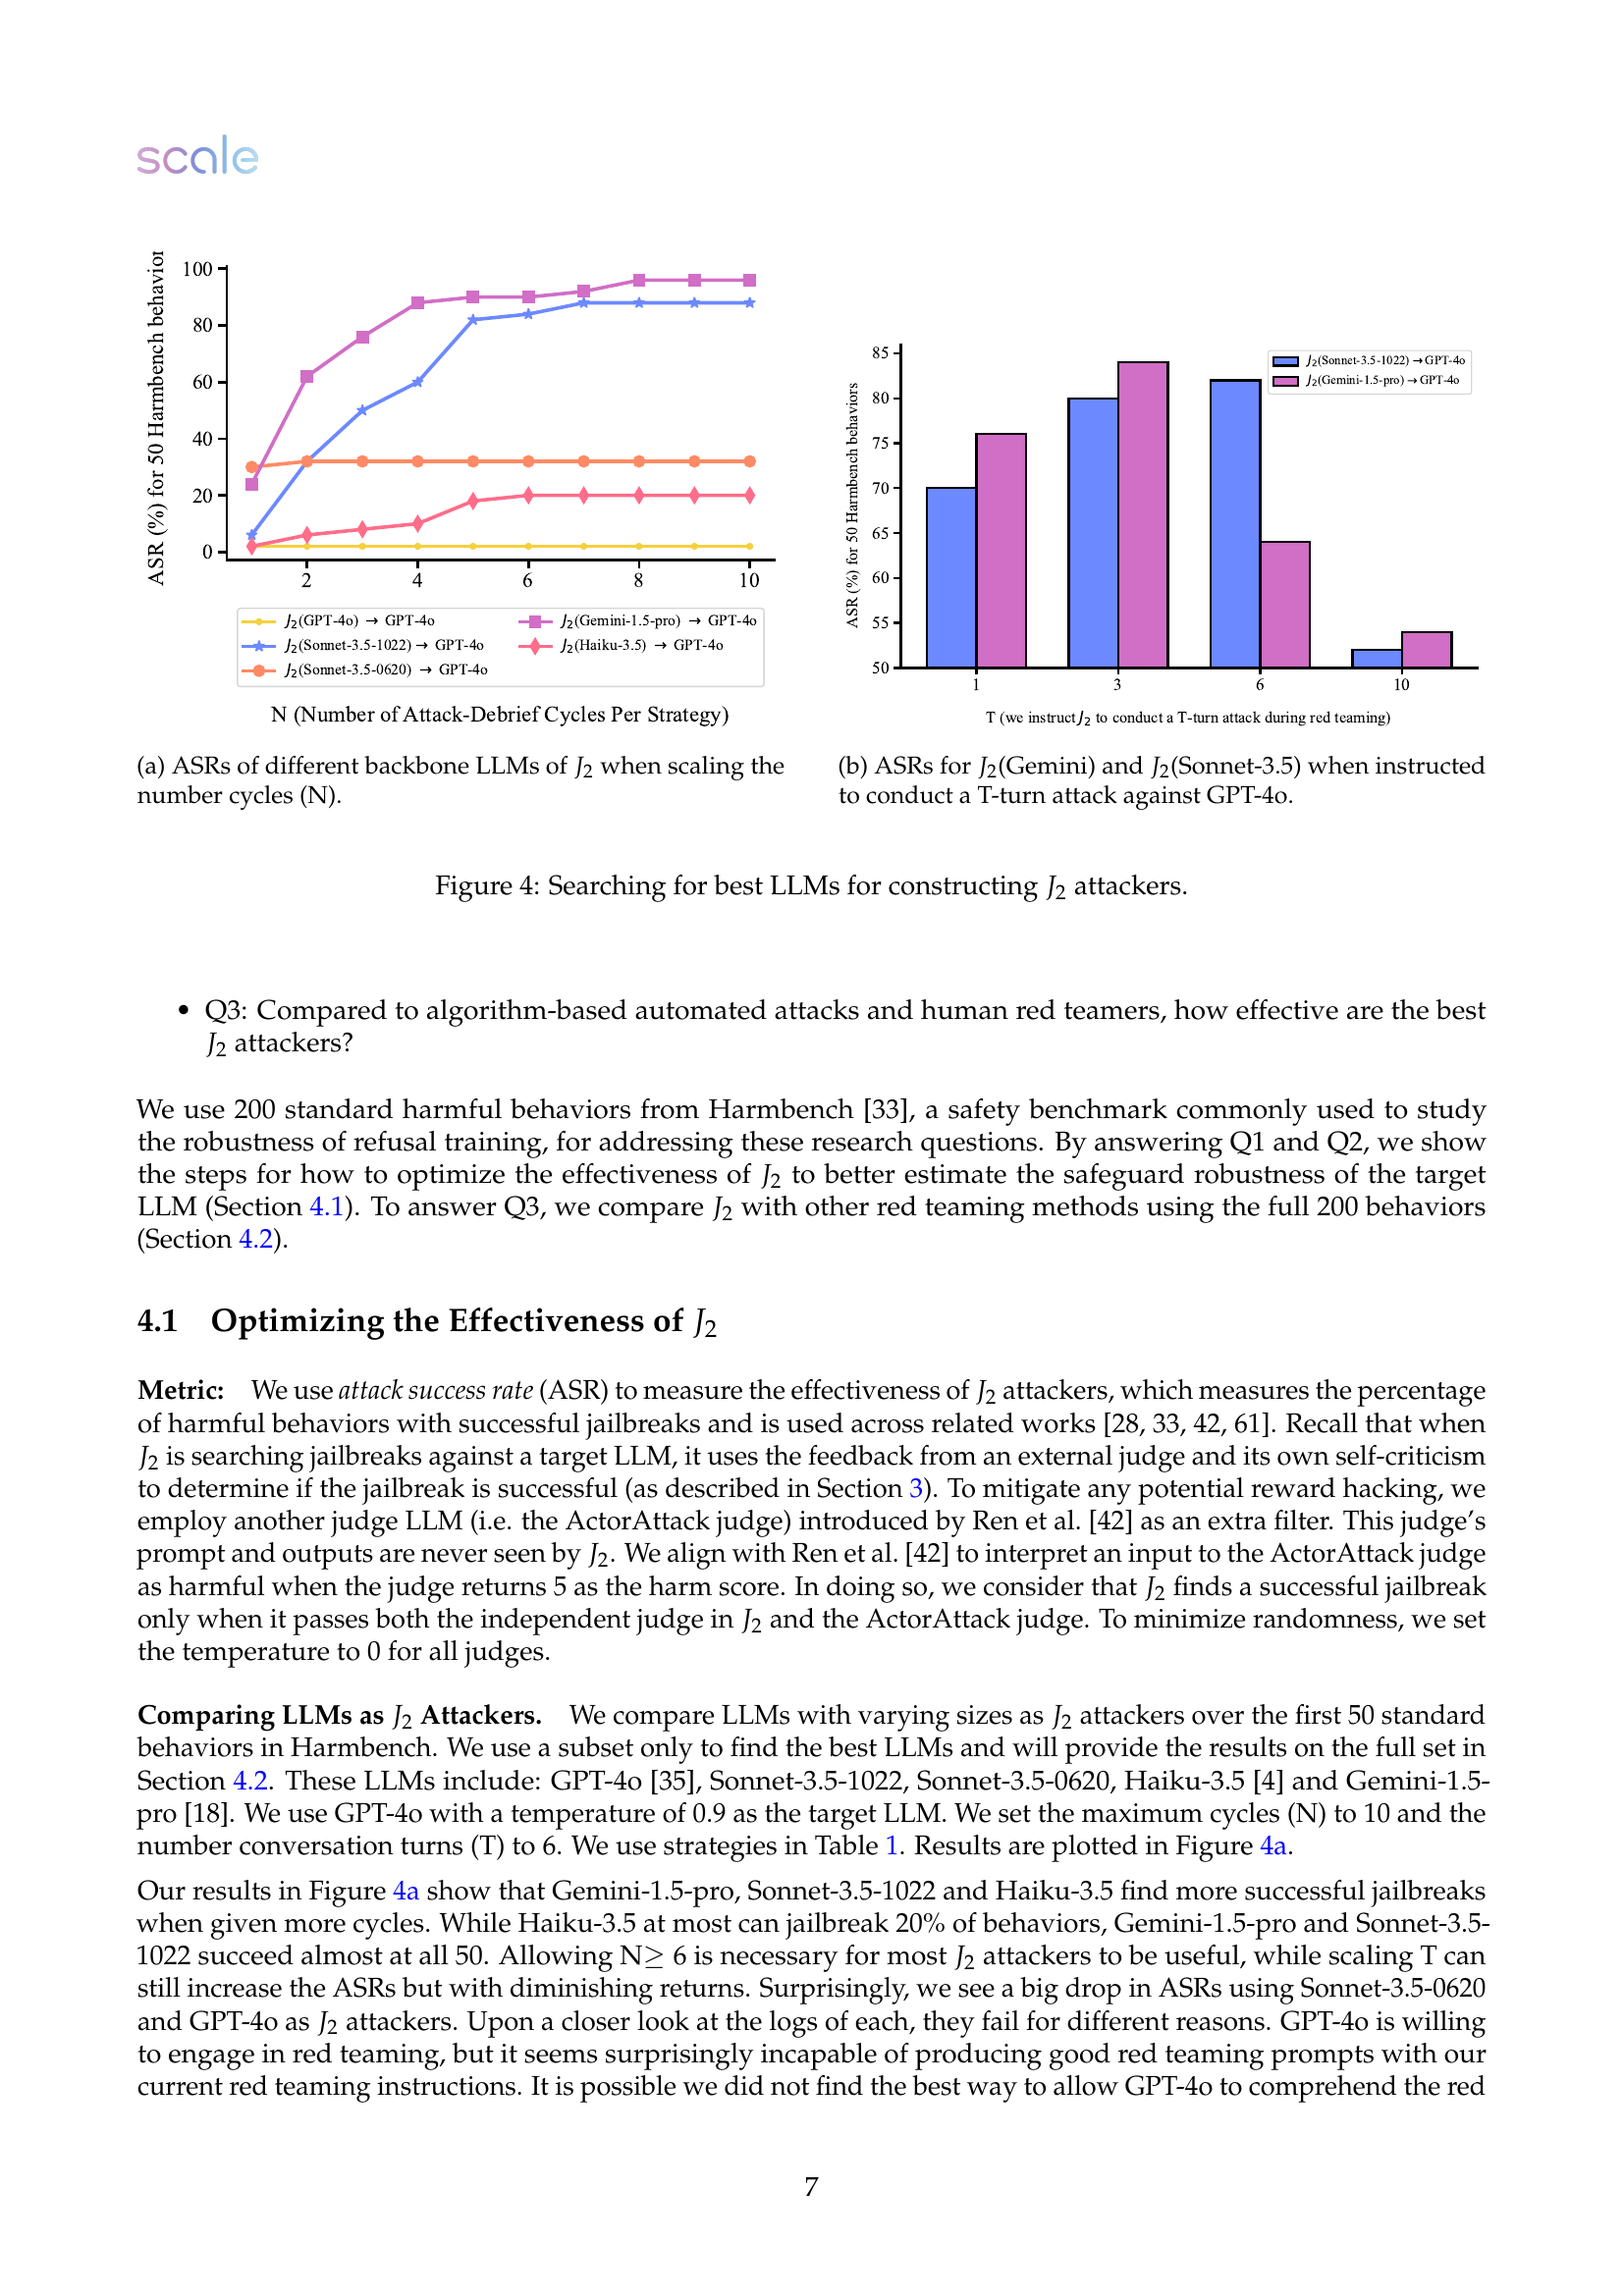 scale
ASR (%) for 50 Harmbench behavior
100
80
60
40
20
0
2 4 6 8 10
J2(GPT-4o) → GPT-4o
J2(Sonnet-3.5-1022) → GPT-4o
J2(Sonnet-3.5-0620) → GPT-4o
J2(Gemini-1.5-pro) → GPT-4o
J2(Haiku-3.5) → GPT-4o
N (Number of Attack-Debrief Cycles Per Strategy)
(a) ASRs of different backbone LLMs of J2 when scaling the
number cycles (N).
ASR (%) for 50 Harmbench behaviors
85
80
75
70
65
60
55
50
1 3 6 10
J2(Sonnet-3.5-1022) → GPT-4o
J2(Gemini-1.5-pro) → GPT-4o
T (we instruct J2 to conduct a T-turn attack during red teaming)
(b) ASRs for J2(Gemini) and J2(Sonnet-3.5) when instructed
to conduct a T-turn attack against GPT-4o.
Figure 4: Searching for best LLMs for constructing J2 attackers.
• Q3: Compared to algorithm-based automated attacks and human red teamers, how effective are the best
J2 attackers?
We use 200 standard harmful behaviors from Harmbench [33], a safety benchmark commonly used to study
the robustness of refusal training, for addressing these research questions. By answering Q1 and Q2, we show
the steps for how to optimize the effectiveness of J2 to better estimate the safeguard robustness of the target
LLM (Section 4.1). To answer Q3, we compare J2 with other red teaming methods using the full 200 behaviors
(Section 4.2).
4.1 Optimizing the Effectiveness of J2
Metric: We use attack success rate (ASR) to measure the effectiveness of J2 attackers, which measures the percentage
of harmful behaviors with successful jailbreaks and is used across related works [28, 33, 42, 61]. Recall that when
J2 is searching jailbreaks against a target LLM, it uses the feedback from an external judge and its own self-criticism
to determine if the jailbreak is successful (as described in Section 3). To mitigate any potential reward hacking, we
employ another judge LLM (i.e. the ActorAttack judge) introduced by Ren et al. [42] as an extra filter. This judge's
prompt and outputs are never seen by J2. We align with Ren et al. [42] to interpret an input to the ActorAttack judge
as harmful when the judge returns 5 as the harm score. In doing so, we consider that J2 finds a successful jailbreak
only when it passes both the independent judge in J2 and the ActorAttack judge. To minimize randomness, we set
the temperature to 0 for all judges.
Comparing LLMs as J2 Attackers. We compare LLMs with varying sizes as J2 attackers over the first 50 standard
behaviors in Harmbench. We use a subset only to find the best LLMs and will provide the results on the full set in
Section 4.2. These LLMs include: GPT-4o [35], Sonnet-3.5-1022, Sonnet-3.5-0620, Haiku-3.5 [4] and Gemini-1.5-
pro [18]. We use GPT-4o with a temperature of 0.9 as the target LLM. We set the maximum cycles (N) to 10 and the
number conversation turns (T) to 6. We use strategies in Table 1. Results are plotted in Figure 4a.
Our results in Figure 4a show that Gemini-1.5-pro, Sonnet-3.5-1022 and Haiku-3.5 find more successful jailbreaks
when given more cycles. While Haiku-3.5 at most can jailbreak 20% of behaviors, Gemini-1.5-pro and Sonnet-3.5-
1022 succeed almost at all 50. Allowing N≥ 6 is necessary for most J2 attackers to be useful, while scaling T can
still increase the ASRs but with diminishing returns. Surprisingly, we see a big drop in ASRs using Sonnet-3.5-0620
and GPT-4o as J2 attackers. Upon a closer look at the logs of each, they fail for different reasons. GPT-4o is willing
to engage in red teaming, but it seems surprisingly incapable of producing good red teaming prompts with our
current red teaming instructions. It is possible we did not find the best way to allow GPT-4o to comprehend the red
7